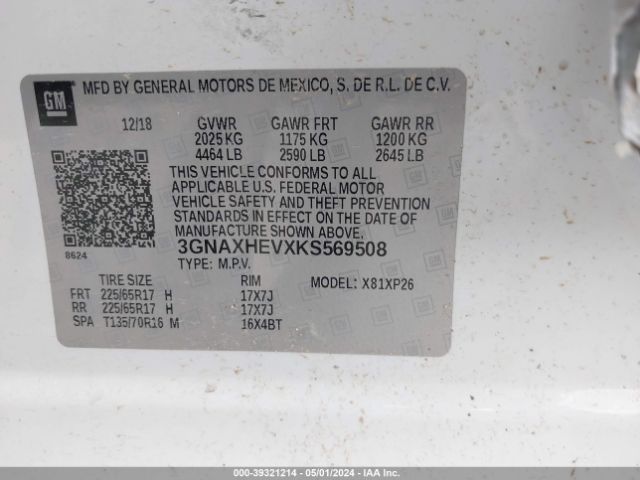 GM
MFD BY GENERAL MOTORS DE MEXICO, S. DE R.L. DE C.V.
12/18 GVWR GAWR FRT GAWR RR
2025 KG 1175 KG 1200 KG
4464 LB 2590 LB 2645 LB
THIS VEHICLE CONFORMS TO ALL
APPLICABLE U.S. FEDERAL MOTOR
VEHICLE SAFETY AND THEFT PREVENTION
STANDARDS IN EFFECT ON THE DATE OF
MANUFACTURE SHOWN ABOVE.
8624 3GNAXHEVXKS569508
TYPE: M.P.V.
TIRE SIZE RIM MODEL: X81XP26
FRT 225/65R17 H 17X7J
RR 225/65R17 H 17X7J
SPA T135/70R16 M 16X4BT
000-39321214 - 05/01/2024 - IAA Inc.